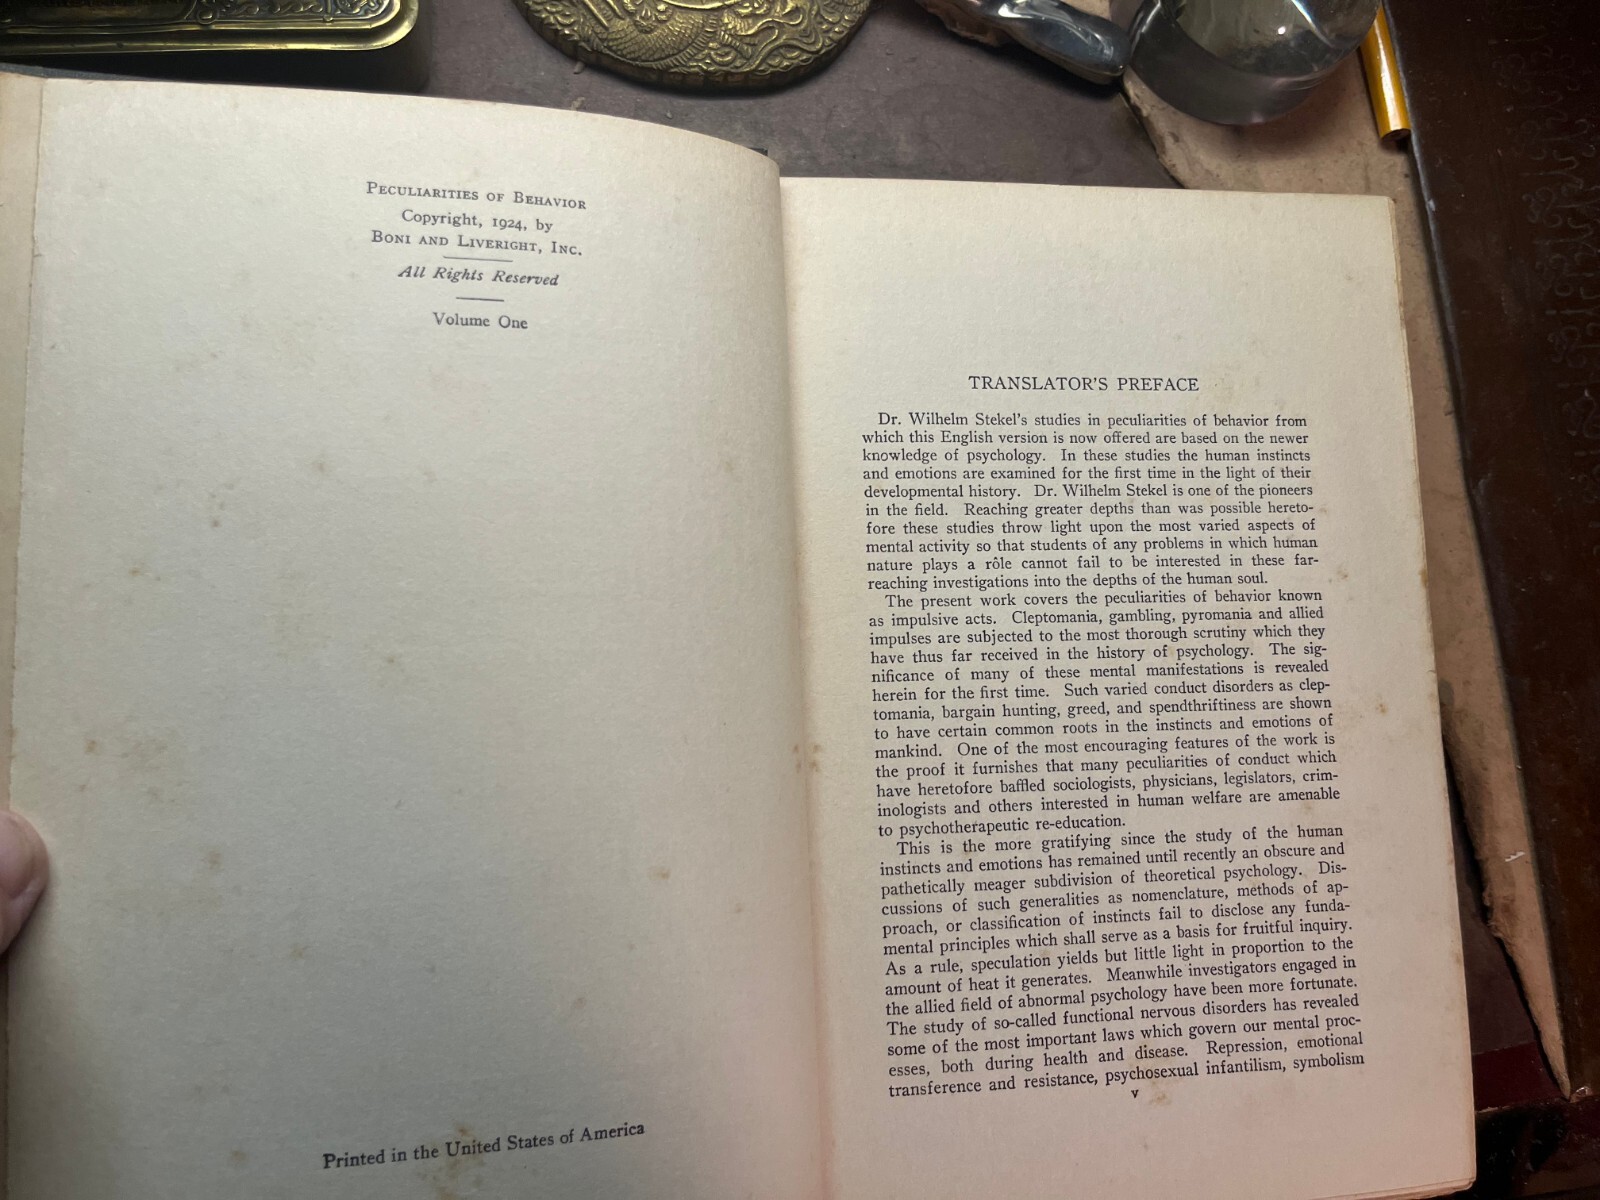 PECULIARITIES OF BEHAVIOR
Copyright, 1924, by
BONI AND LIVERIGHT, INC.
All Rights Reserved
Volume One
Printed in the United States of America
TRANSLATOR'S PREFACE
Dr. Wilhelm Stekel's studies in peculiarities of behavior from
which this English version is now offered are based on the newer
knowledge of psychology. In these studies the human instincts
and emotions are examined for the first time in the light of their
developmental history. Dr. Wilhelm Stekel is one of the pioneers
in the field. Reaching greater depths than was possible hereto-
fore these studies throw light upon the most varied aspects of
mental activity so that students of any problems in which human
nature plays a rôle cannot fail to be interested in these far-
reaching investigations into the depths of the human soul.
The present work covers the peculiarities of behavior known
as impulsive acts. Cleptomania, gambling, pyromania and allied
impulses are subjected to the most thorough scrutiny which they
have thus far received in the history of psychology. The sig-
nificance of many of these mental manifestations is revealed
herein for the first time. Such varied conduct disorders as clep-
tomania, bargain hunting, greed, and spendthriftiness are shown
to have certain common roots in the instincts and emotions of
mankind. One of the most encouraging features of the work is
the proof it furnishes that many peculiarities of conduct which
have heretofore baffled sociologists, physicians, legislators, crim-
inologists and others interested in human welfare are amenable
to psychotherapeutic re-education.
This is the more gratifying since the study of the human
instincts and emotions has remained until recently an obscure and
pathetically meager subdivision of theoretical psychology. Dis-
cussions of such generalities as nomenclature, methods of ap-
proach, or classification of instincts fail to disclose any funda-
mental principles which shall serve as a basis for fruitful inquiry.
As a rule, speculation yields but little light in proportion to the
amount of heat it generates. Meanwhile investigators engaged in
the allied field of abnormal psychology have been more fortunate.
The study of so-called functional nervous disorders has revealed
some of the most important laws which govern our mental proc-
esses, both during health and disease. Repression, emotional
transference and resistance, psychosexual infantilism, symbolism
v